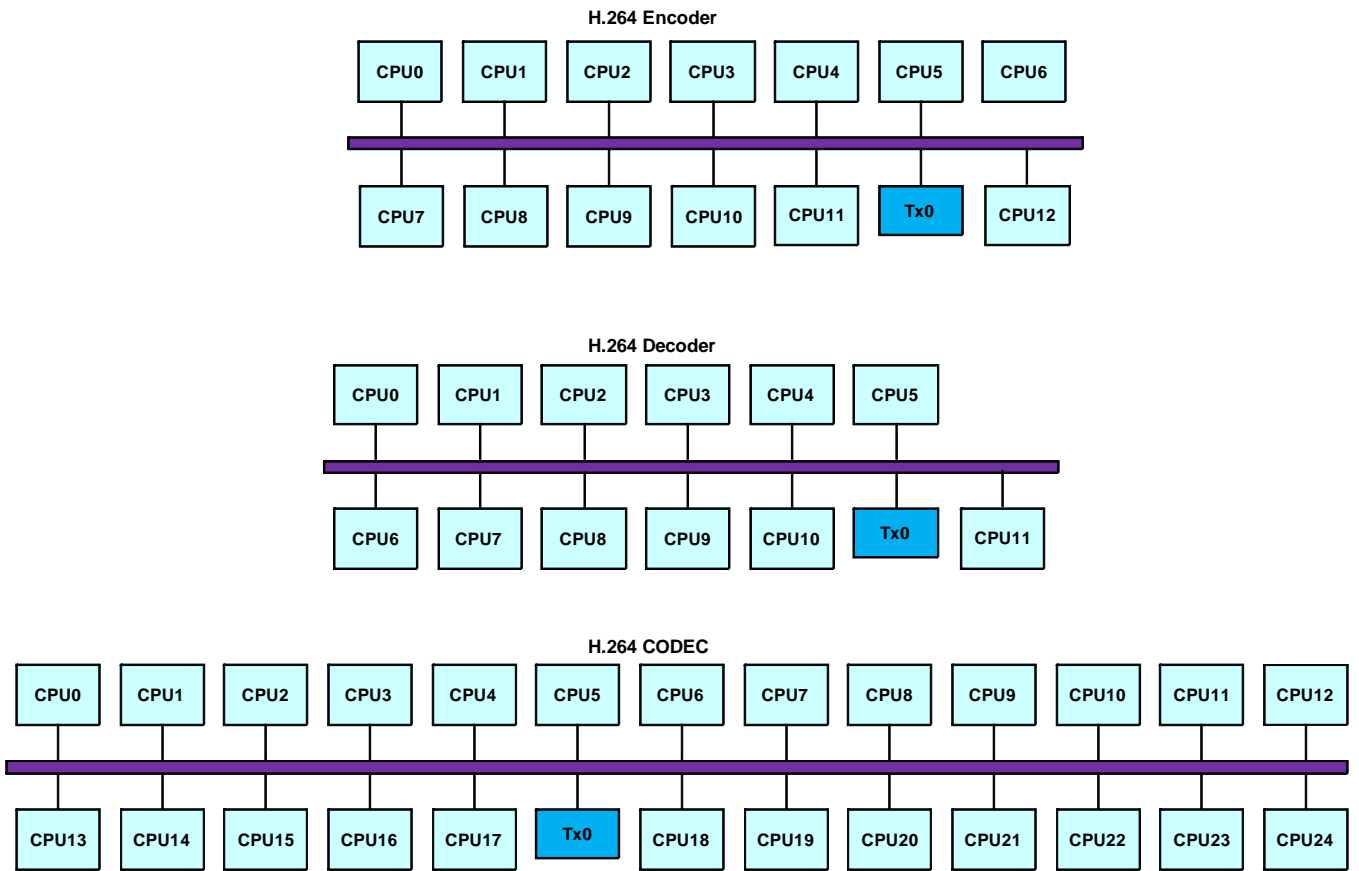 H.264 Encoder
CPU0 CPU1 CPU2 CPU3 CPU4 CPU5 CPU6
CPU7 CPU8 CPU9 CPU10 CPU11 Tx0 CPU12
H.264 Decoder
CPU0 CPU1 CPU2 CPU3 CPU4 CPU5
CPU6 CPU7 CPU8 CPU9 CPU10 Tx0 CPU11
H.264 CODEC
CPU0 CPU1 CPU2 CPU3 CPU4 CPU5 CPU6 CPU7 CPU8 CPU9 CPU10 CPU11 CPU12
CPU13 CPU14 CPU15 CPU16 CPU17 Tx0 CPU18 CPU19 CPU20 CPU21 CPU22 CPU23 CPU24